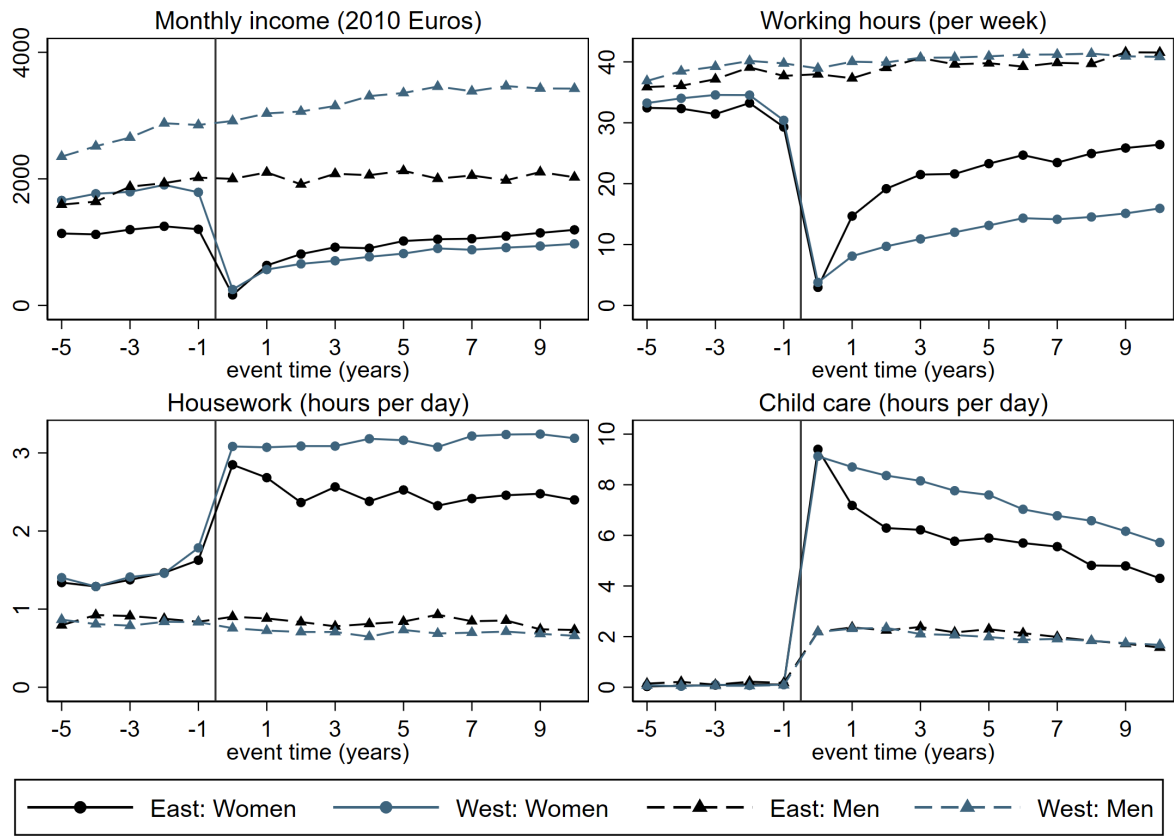 Monthly income (2010 Euros)
4000
2000
0
-5 -3 -1 1 3 5 7 9
event time (years)
Working hours (per week)
40
30
20
10
0
-5 -3 -1 1 3 5 7 9
event time (years)
Housework (hours per day)
3
2
1
0
-5 -3 -1 1 3 5 7 9
event time (years)
Child care (hours per day)
10
8
6
4
2
0
-5 -3 -1 1 3 5 7 9
event time (years)
East: Women West: Women East: Men West: Men